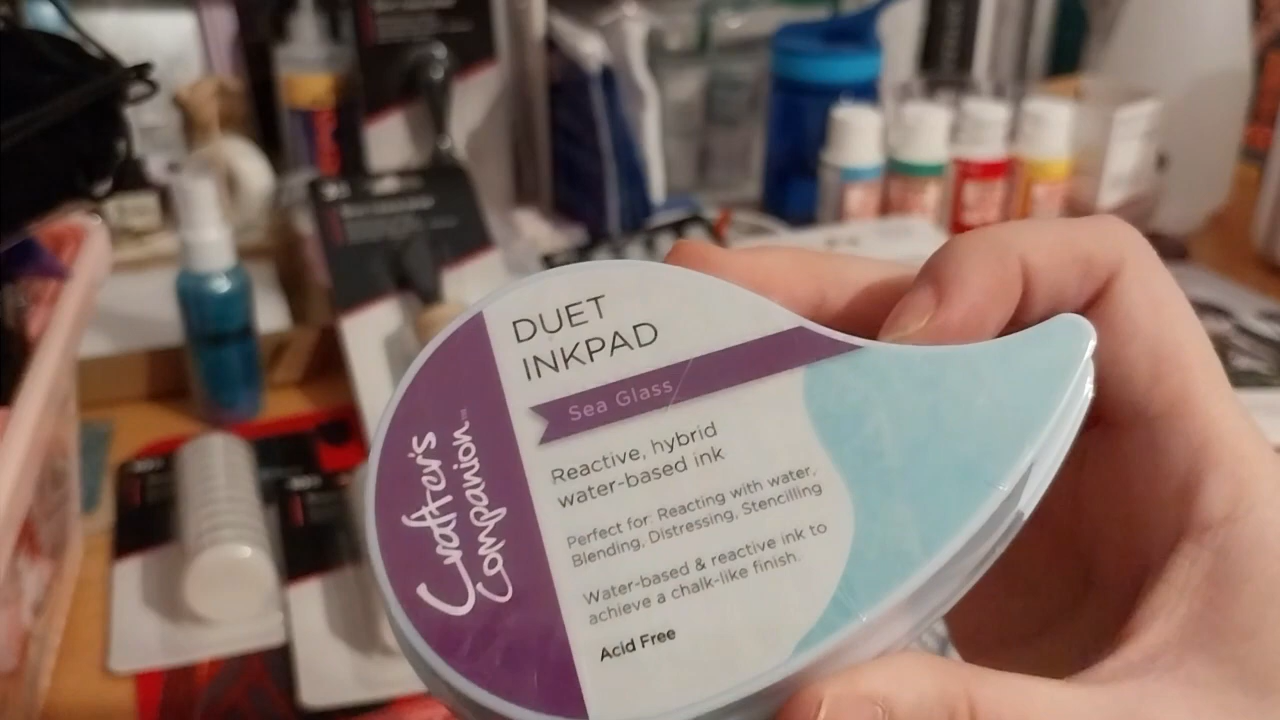 DUET
INKPAD
Sea Glass
Reactive, hybrid
water-based ink
Perfect for: Reacting with water,
Blending, Distressing, Stencilling
Water-based & reactive ink to
achieve a chalk-like finish.
Acid Free
Crafter's
Companion™